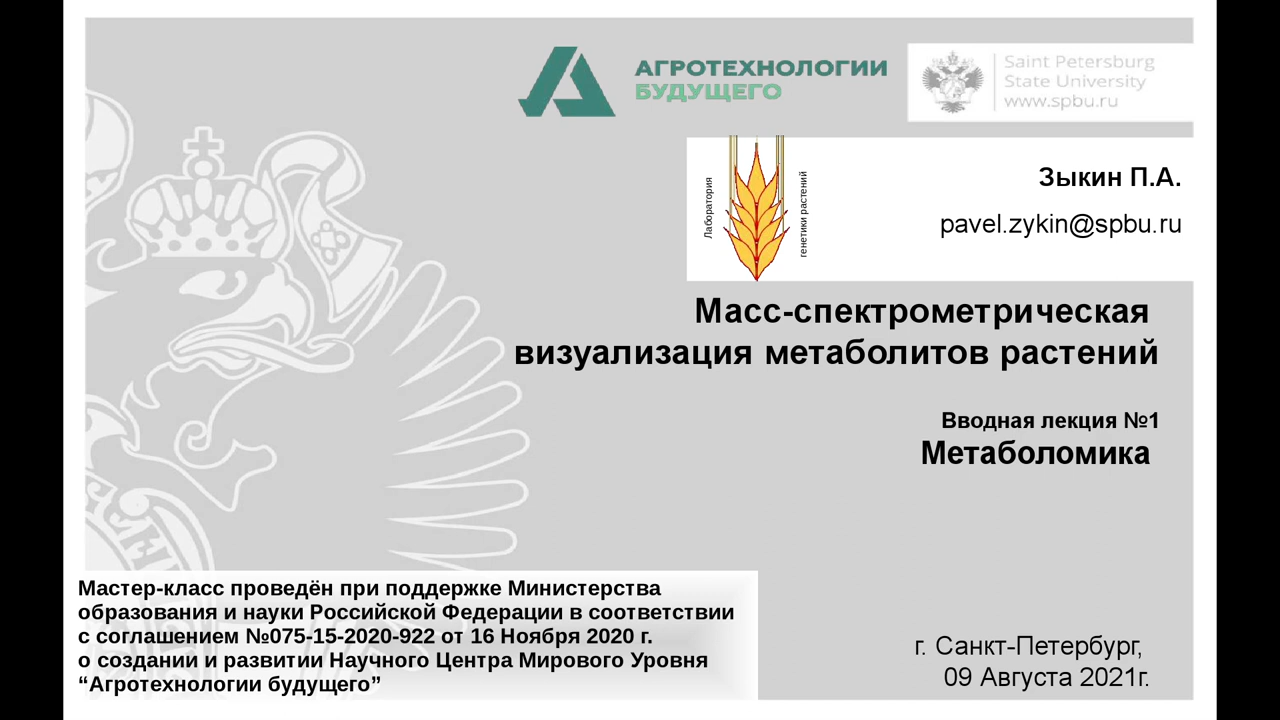 АГРОТЕХНОЛОГИИ
БУДУЩЕГО
Saint Petersburg
State University
www.spbu.ru
Лаборатория
генетики растений
Зыкин П.А.
pavel.zykin@spbu.ru
Масс-спектрометрическая
визуализация метаболитов растений
Вводная лекция №1
Метаболомика
Мастер-класс проведён при поддержке Министерства
образования и науки Российской Федерации в соответствии
с соглашением №075-15-2020-922 от 16 Ноября 2020 г.
о создании и развитии Научного Центра Мирового Уровня
“Агротехнологии будущего”
г. Санкт-Петербург,
09 Августа 2021г.